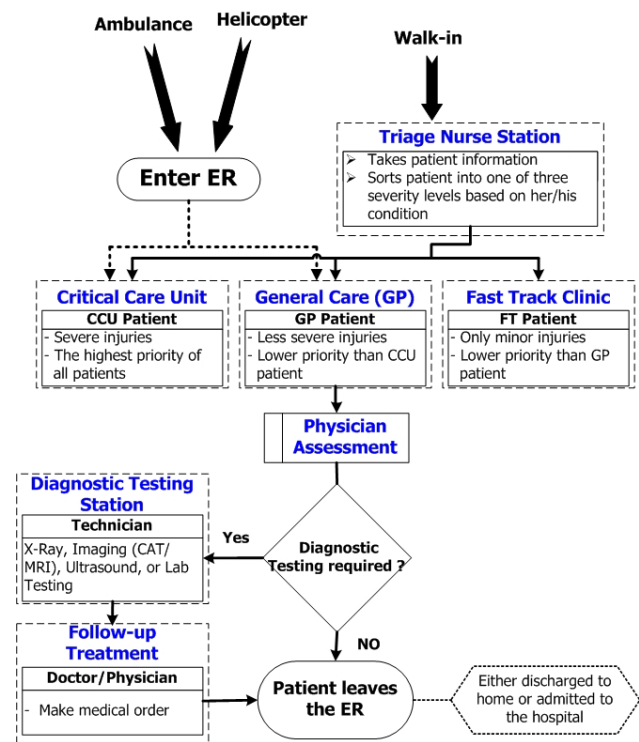 Ambulance
Helicopter
Walk-in
Enter ER
Triage Nurse Station
➢ Takes patient information
➢ Sorts patient into one of three
severity levels based on her/his
condition
Critical Care Unit
CCU Patient
- Severe injuries
- The highest priority of
all patients
General Care (GP)
GP Patient
- Less severe injuries
- Lower priority than CCU
patient
Fast Track Clinic
FT Patient
- Only minor injuries
- Lower priority than GP
patient
Physician
Assessment
Diagnostic
Testing required ?
Yes
NO
Diagnostic Testing
Station
Technician
X-Ray, Imaging (CAT/
MRI), Ultrasound, or Lab
Testing
Follow-up
Treatment
Doctor/Physician
- Make medical order
Patient leaves
the ER
Either discharged to
home or admitted to
the hospital